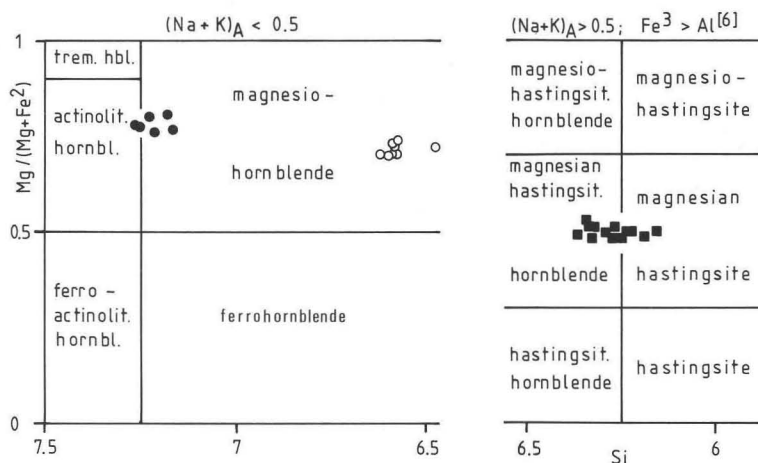 (Na+K)A < 0.5
1
trem. hbl.
actinolit.
hornbl.
magnesio-
hornblende
Mg/(Mg+Fe2)
0.5
ferro-
actinolit.
hornbl.
ferrohornblende
0
7.5
7
6.5
(Na+K)A>0.5; Fe3 > Al[6]
magnesio-
hastingsit.
hornblende
magnesio-
hastingsite
magnesian
hastingsit.
hornblende
magnesian
hastingsite
hastingsit.
hornblende
hastingsite
6.5
Si
6